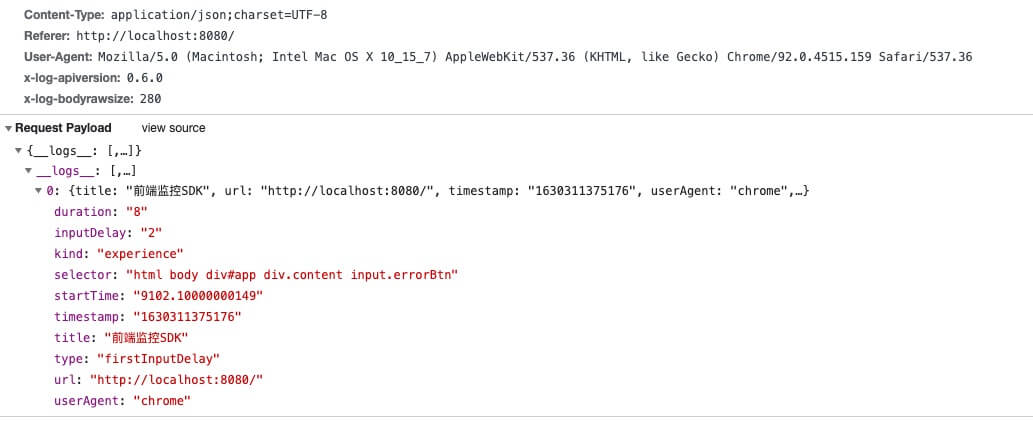 Content-Type: application/json;charset=UTF-8
Referer: http://localhost:8080/
User-Agent: Mozilla/5.0 (Macintosh; Intel Mac OS X 10_15_7) AppleWebKit/537.36 (KHTML, like Gecko) Chrome/92.0.4515.159 Safari/537.36
x-log-apiversion: 0.6.0
x-log-bodyrawsize: 280
Request Payload view source
{__logs__: [,…]}
__logs__: [,…]
0: {title: "前端监控SDK", url: "http://localhost:8080/", timestamp: "1630311375176", userAgent: "chrome",…}
duration: "8"
inputDelay: "2"
kind: "experience"
selector: "html body div#app div.content input.errorBtn"
startTime: "9102.10000000149"
timestamp: "1630311375176"
title: "前端监控SDK"
type: "firstInputDelay"
url: "http://localhost:8080/"
userAgent: "chrome"